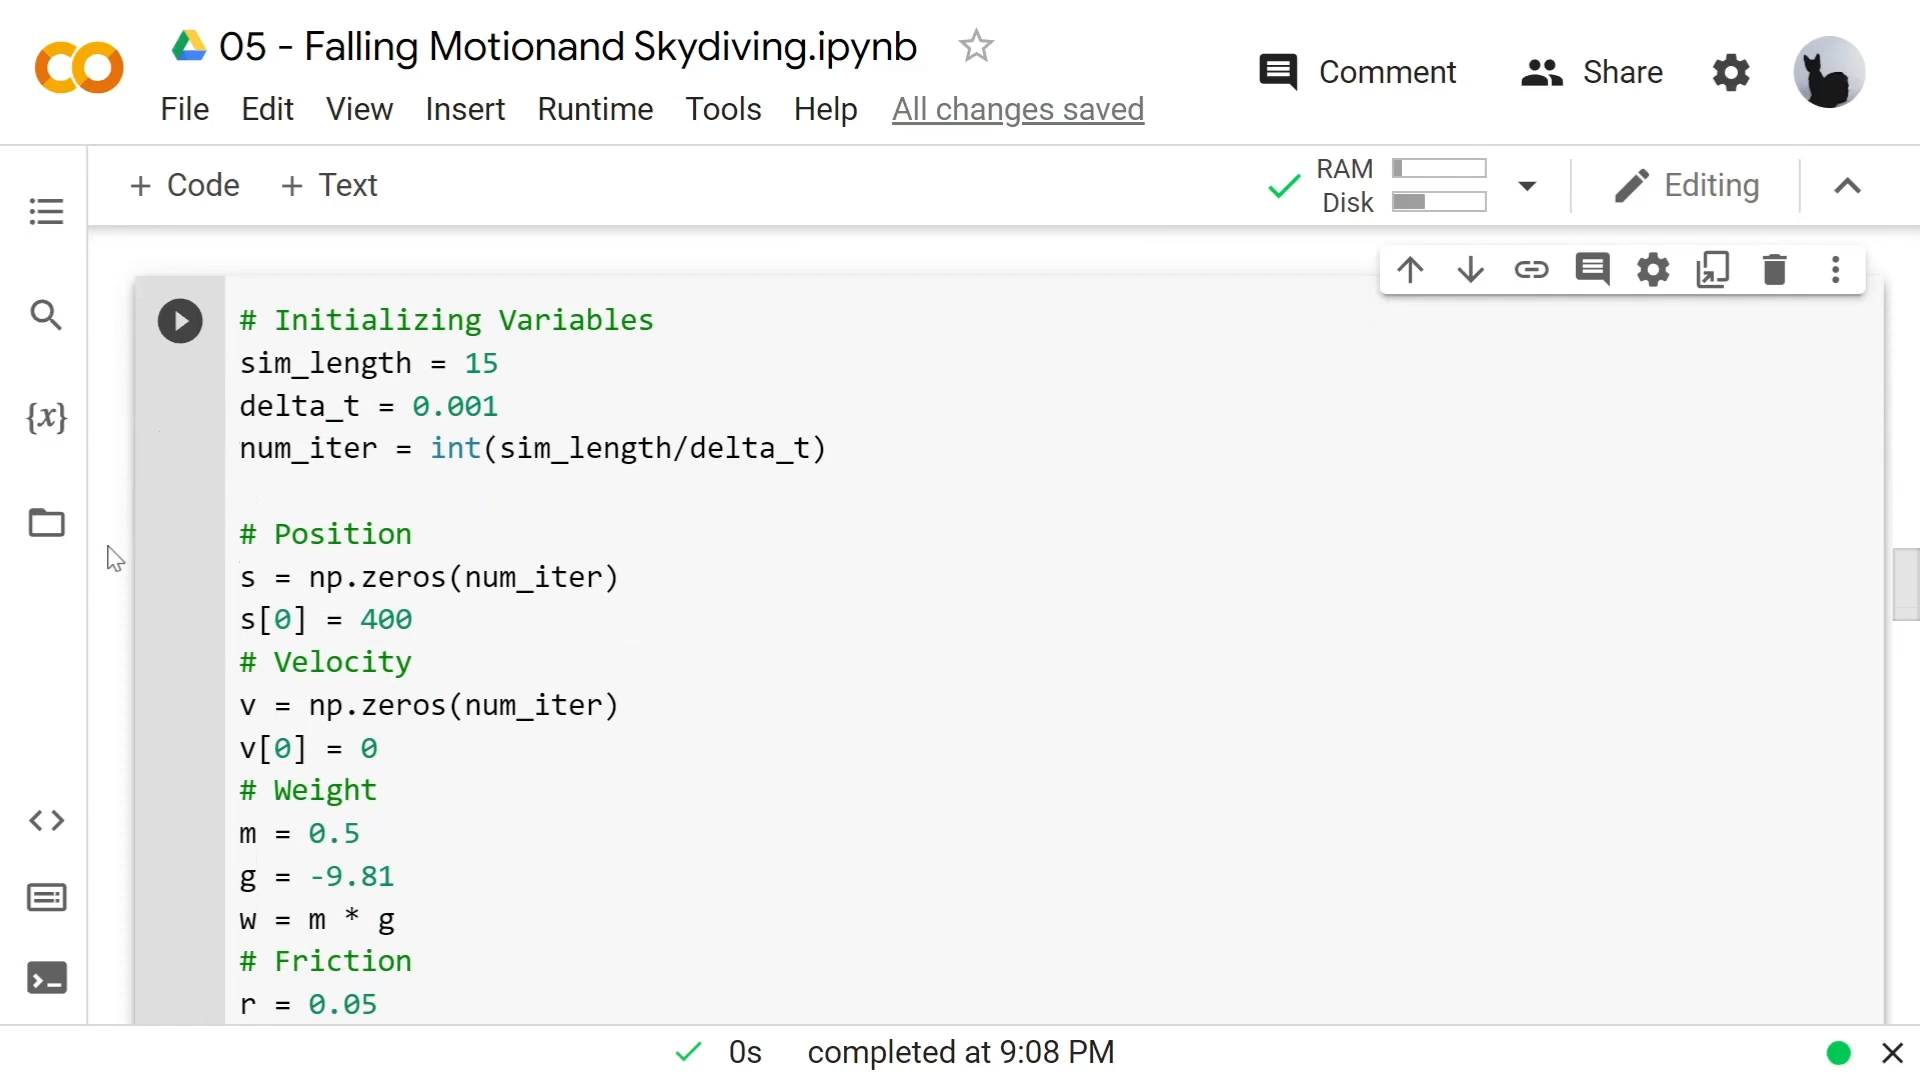 05 - Falling Motionand Skydiving.ipynb
Comment
Share
File Edit View Insert Runtime Tools Help All changes saved
+ Code + Text
RAM
Disk
Editing
{x}
# Initializing Variables
sim_length = 15
delta_t = 0.001
num_iter = int(sim_length/delta_t)
# Position
s = np.zeros(num_iter)
s[0] = 400
# Velocity
v = np.zeros(num_iter)
v[0] = 0
# Weight
m = 0.5
g = -9.81
w = m * g
# Friction
r = 0.05
0s completed at 9:08 PM